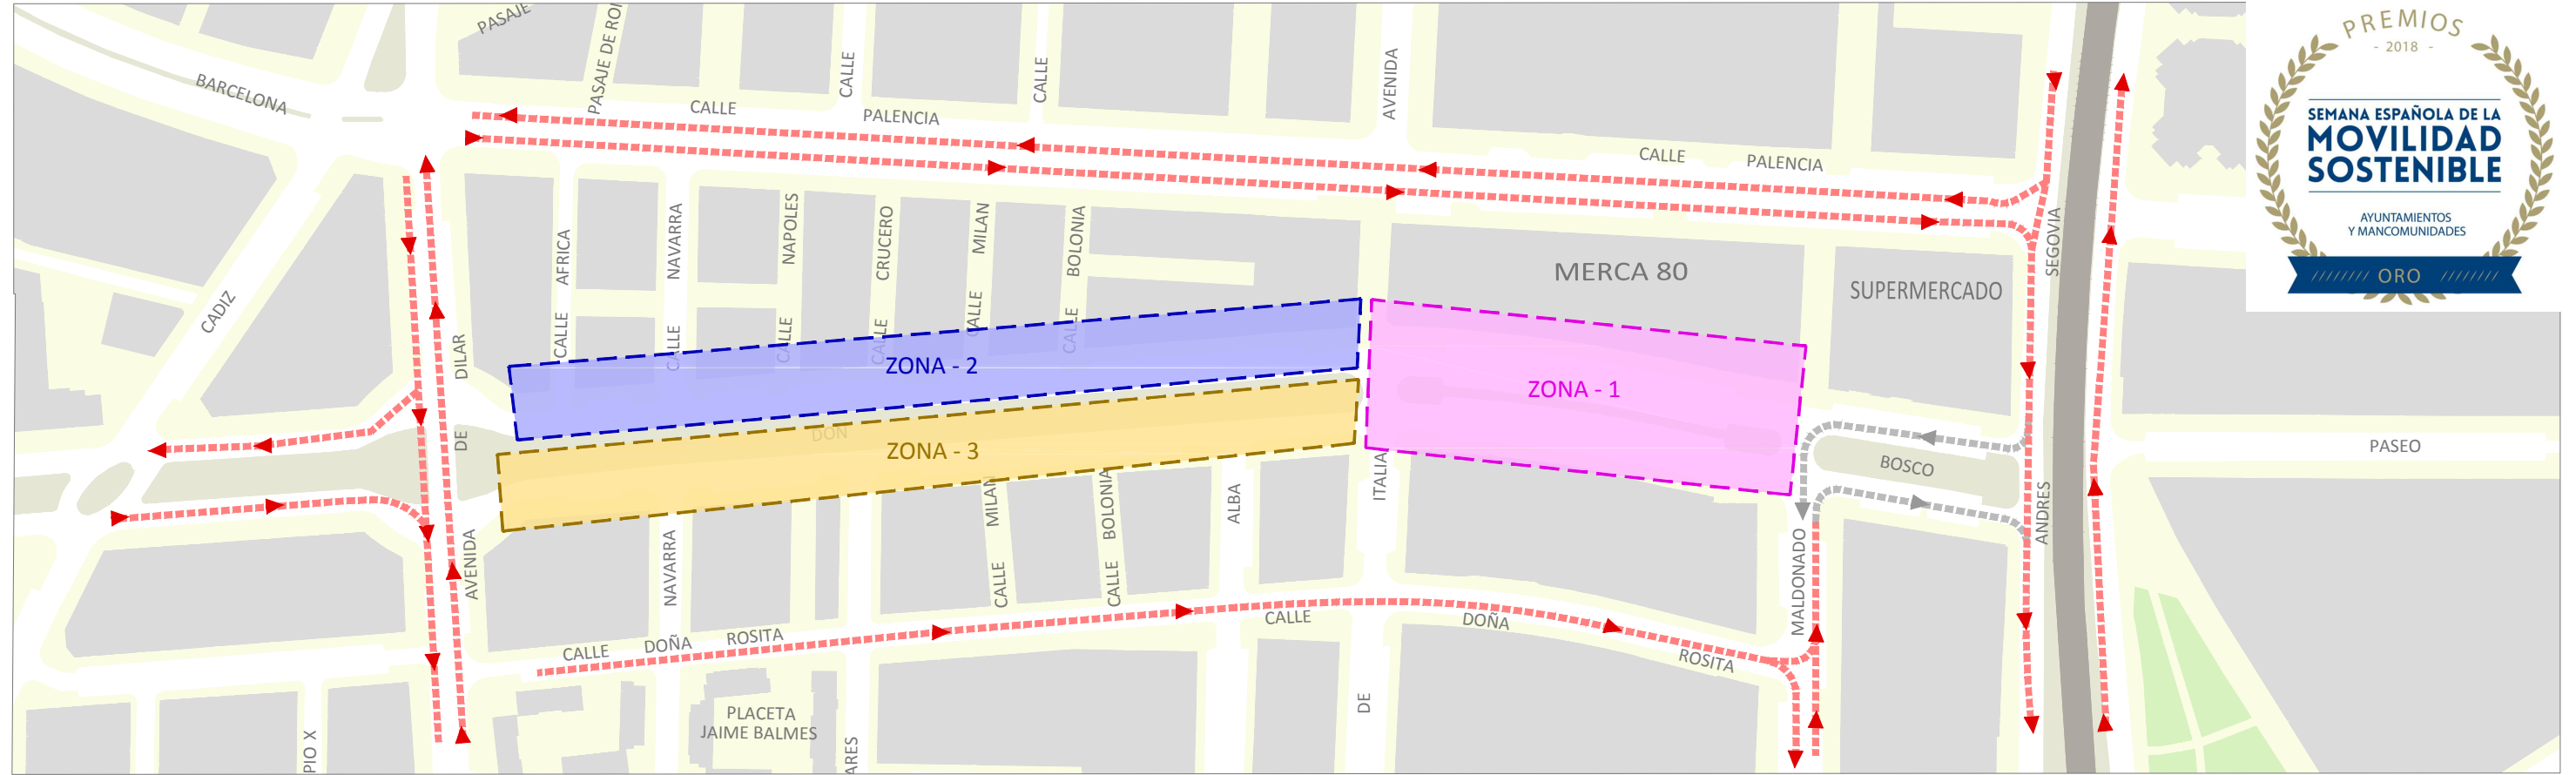 PASAJE
PASAJE DE ROI
CALLE
CALLE
AVENIDA
BARCELONA
CALLE
PALENCIA
CALLE
PALENCIA
PREMIOS
- 2018 -
SEMANA ESPAÑOLA DE LA
MOVILIDAD
SOSTENIBLE
AYUNTAMIENTOS
Y MANCOMUNIDADES
//////// ORO ////////
CADIZ
AVENIDA DE DILAR
CALLE AFRICA
CALLE NAVARRA
CALLE NAPOLES
CALLE CRUCERO
CALLE MILAN
CALLE BOLONIA
MERCA 80
SUPERMERCADO
SEGOVIA
ANDRES
ZONA - 2
ZONA - 1
DON
ZONA - 3
BOSCO
PASEO
NAVARRA
CALLE MILAN
CALLE BOLONIA
ALBA
ITALIA
DE
MALDONADO
CALLE DOÑA ROSITA
CALLE DOÑA ROSITA
PLACETA
JAIME BALMES
PIO X
ARES